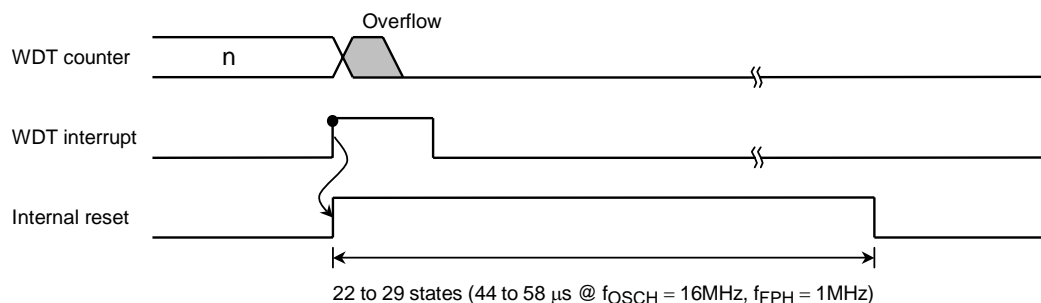 Overflow
WDT counter
n
WDT interrupt
Internal reset
22 to 29 states (44 to 58 μs @ fOSCH = 16MHz, fFPH = 1MHz)